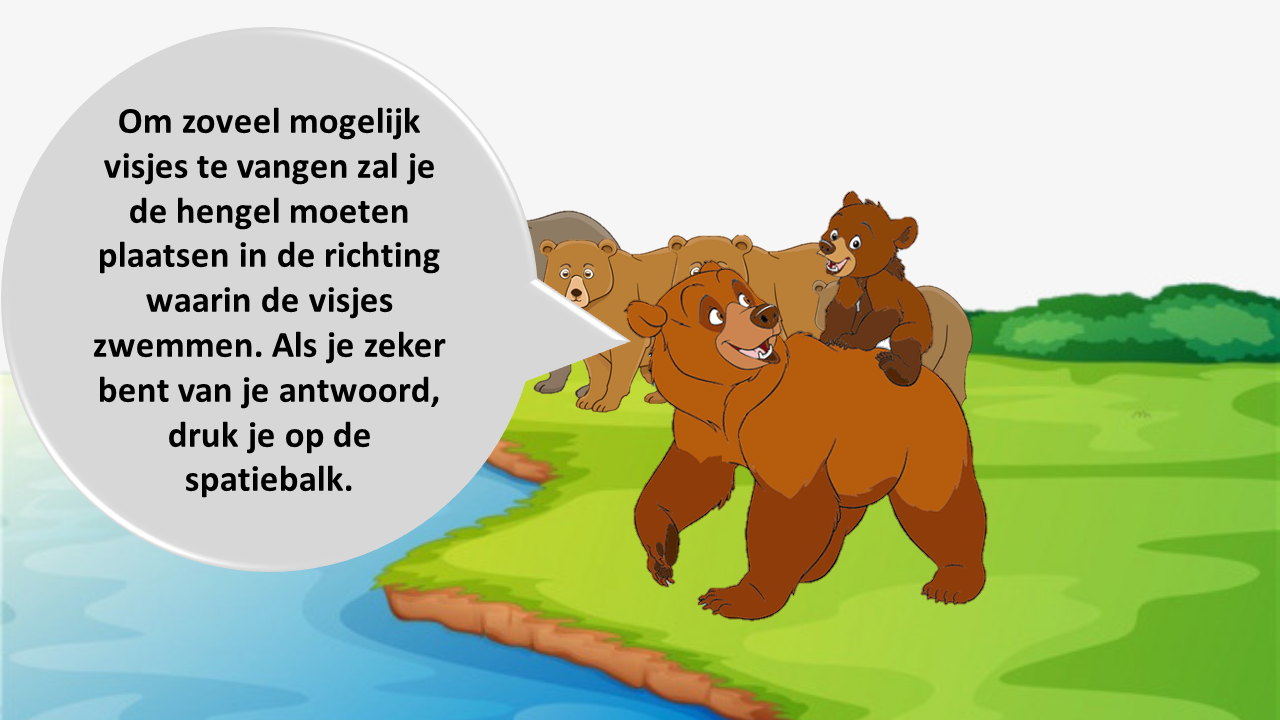 Om zoveel mogelijk
visjes te vangen zal je
de hengel moeten
plaatsen in de richting
waarin de visjes
zwemmen. Als je zeker
bent van je antwoord,
druk je op de
spatiebalk.